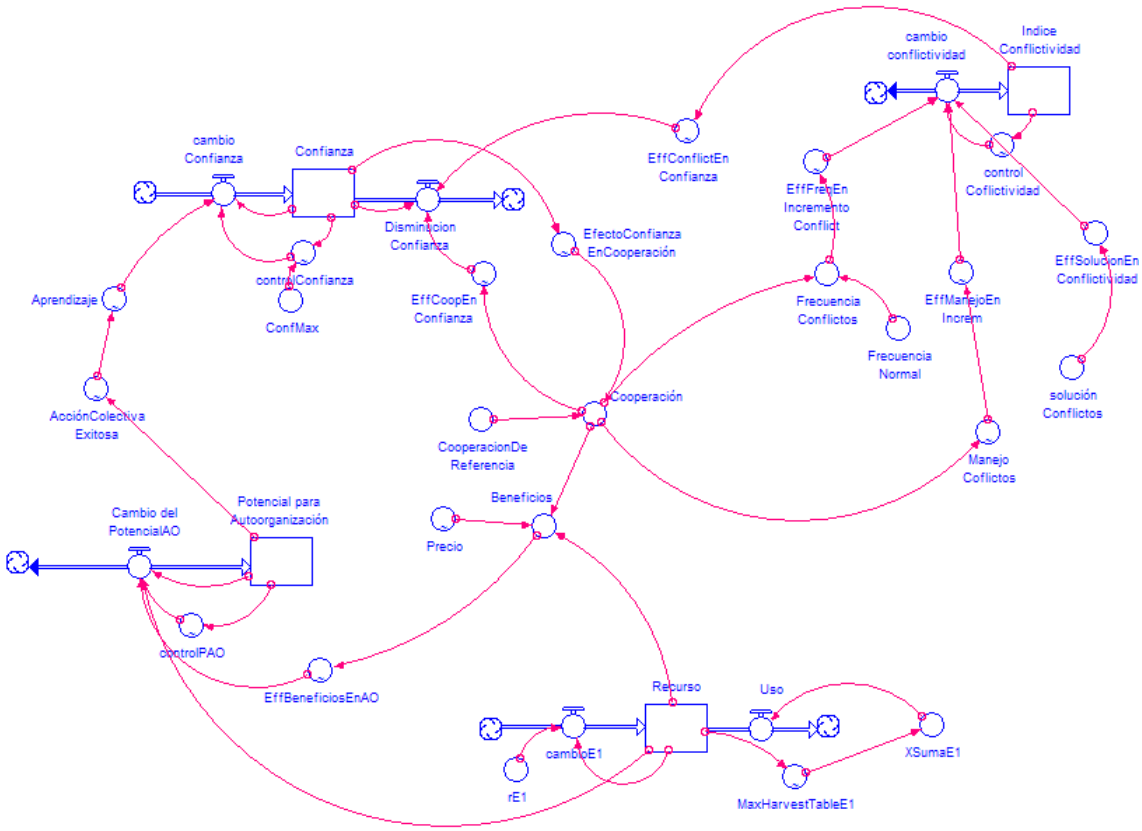 cambio
conflictividad
Indice
Conflictividad
cambio
Confianza
Confianza
EffConflictEn
Confianza
control
Coflictividad
EffFrenEn
Incremento
Conflict
Disminucion
Confianza
EfectoConfianza
EnCooperación
EffSolucionEn
Conflictividad
controlConfianza
Aprendizaje
EffCoopEn
Confianza
ConfMax
Frecuencia
Conflictos
EffManejoEn
Increm
Frecuencia
Normal
AcciónColectiva
Exitosa
Cooperación
solución
Conflictos
CooperacionDe
Referencia
Manejo
Coflictos
Beneficios
Cambio del
PotencialAO
Potencial para
Autoorganización
Precio
controlPAO
EffBeneficiosEnAO
Recurso
Uso
cambioE1
XSumaE1
rE1
MaxHarvestTableE1